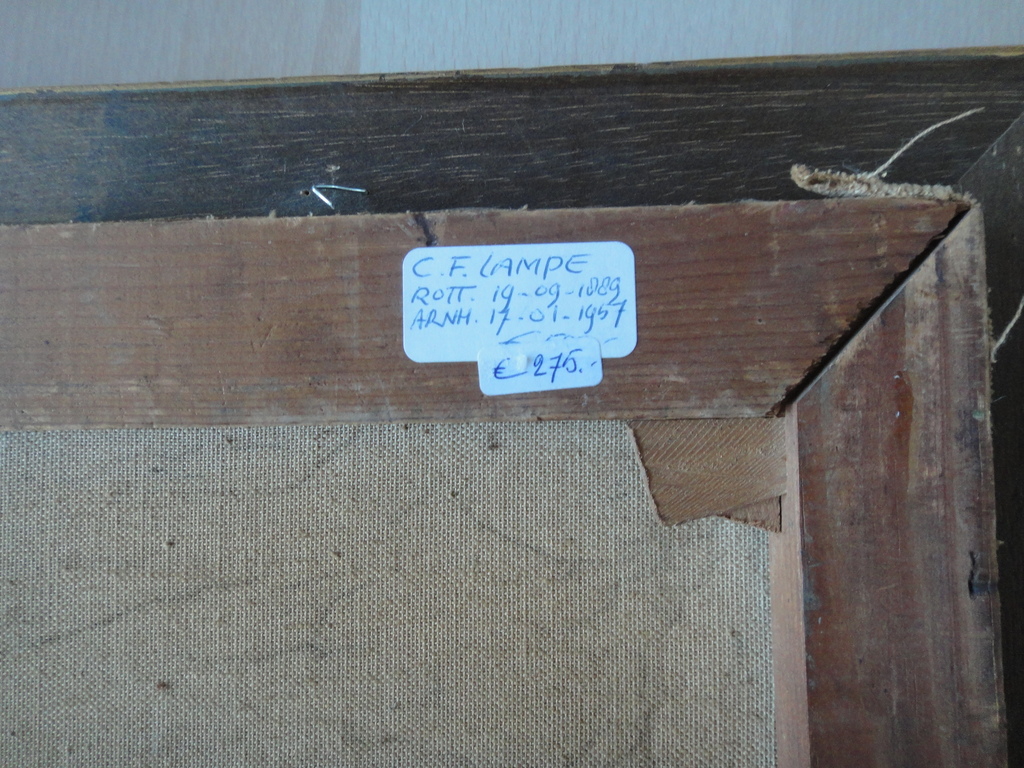 C.F. LAMPE
ROTT. 19-09-1889
ARNH. 17-01-1957
€ 275.-